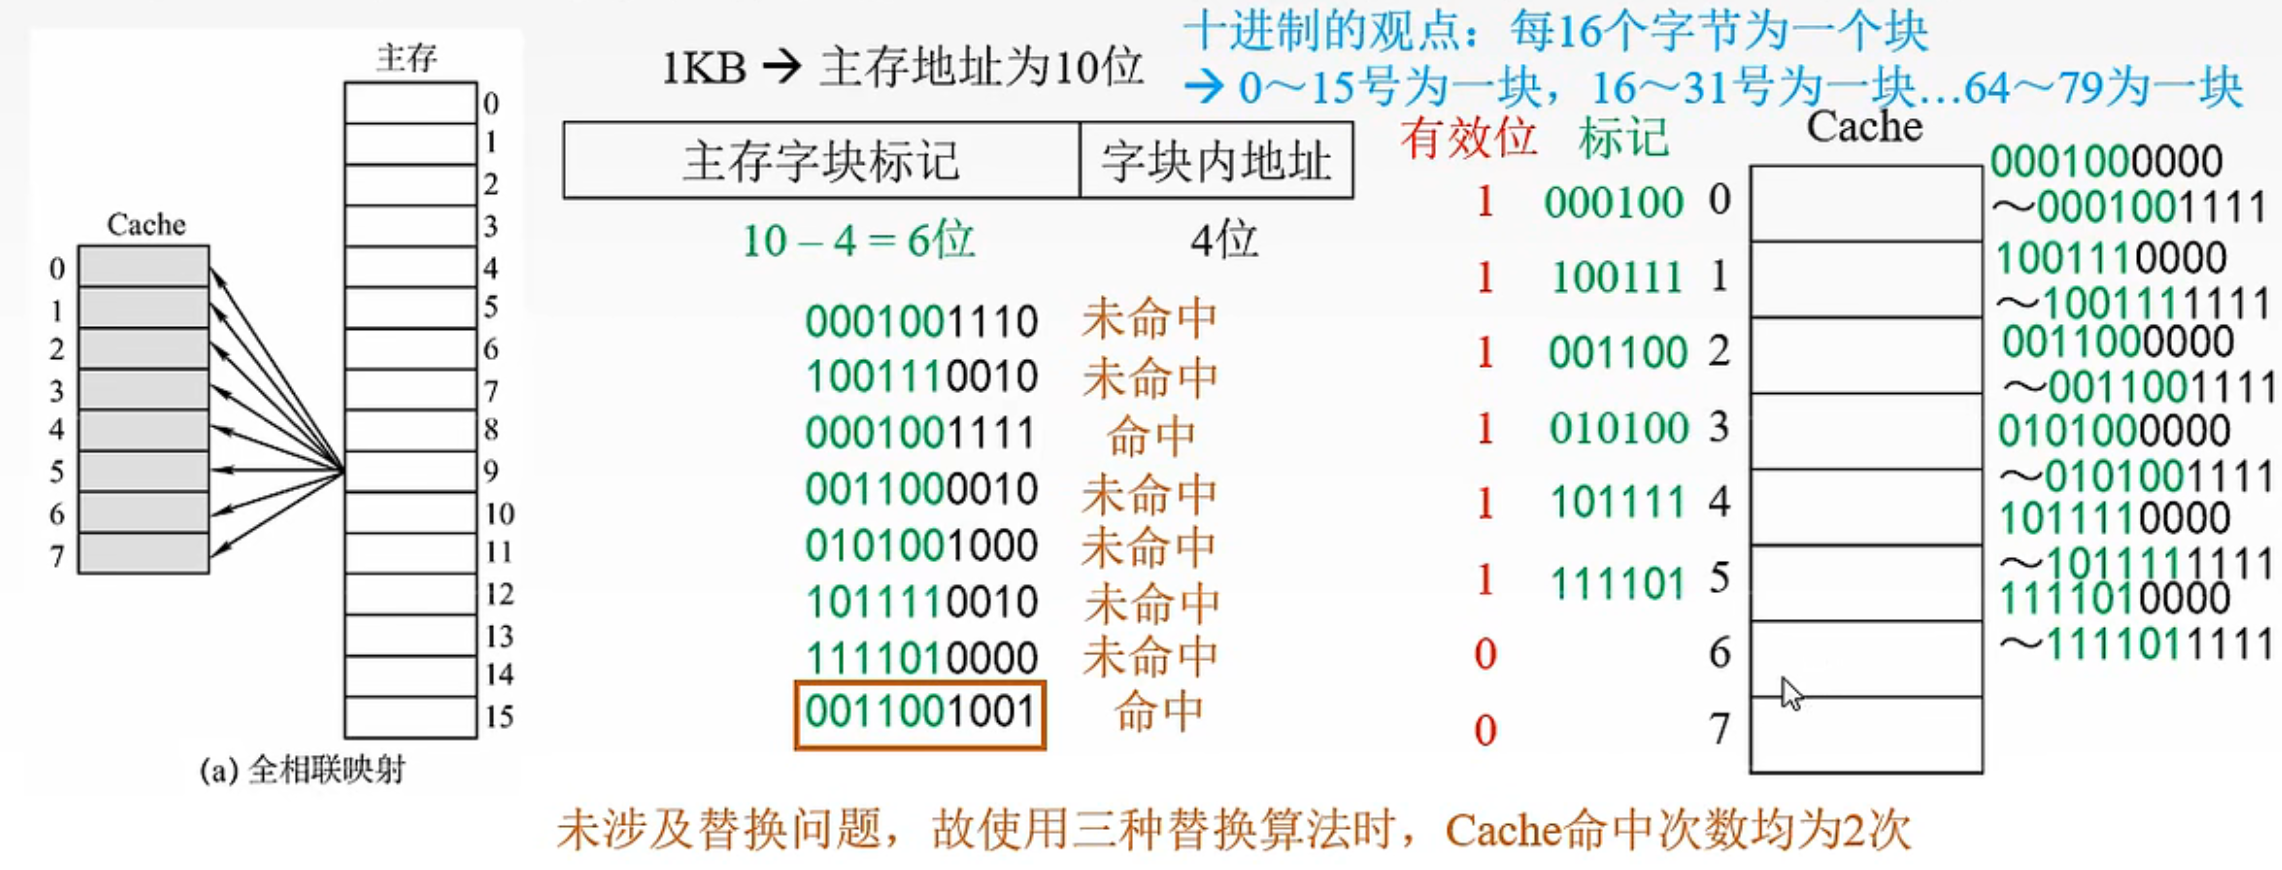 十进制的观点：每16个字节为一个块
→ 0～15号为一块，16～31号为一块…64～79为一块
1KB → 主存地址为10位
主存
0
1
2
3
4
5
6
7
8
9
10
11
12
13
14
15
Cache
0
1
2
3
4
5
6
7
(a) 全相联映射
主存字块标记 字块内地址
10 – 4 = 6位 4位
0001001110 未命中
1001110010 未命中
0001001111 命中
0011000010 未命中
0101001000 未命中
1011110010 未命中
1111010000 未命中
0011001001 命中
有效位 标记 Cache
1 000100 0
0001000000
～0001001111
1 100111 1
1001110000
～1001111111
1 001100 2
0011000000
～0011001111
1 010100 3
0101000000
～0101001111
1 101111 4
1011110000
～1011111111
1 111101 5
1111010000
～1111011111
0 6
0 7
未涉及替换问题，故使用三种替换算法时，Cache命中次数均为2次